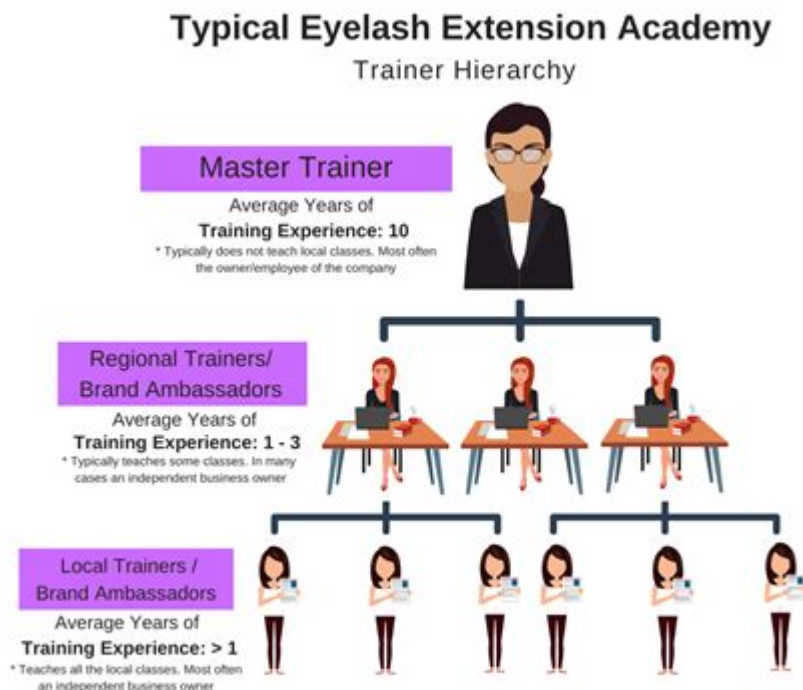 Typical Eyelash Extension Academy
Trainer Hierarchy
Master Trainer
Average Years of
Training Experience: 10
* Typically does not teach local classes. Most often
the owner/employee of the company
Regional Trainers/
Brand Ambassadors
Average Years of
Training Experience: 1 - 3
* Typically teaches some classes. In many
cases an independent business owner
Local Trainers /
Brand Ambassadors
Average Years of
Training Experience: > 1
* Teaches all the local classes. Most often
an independent business owner